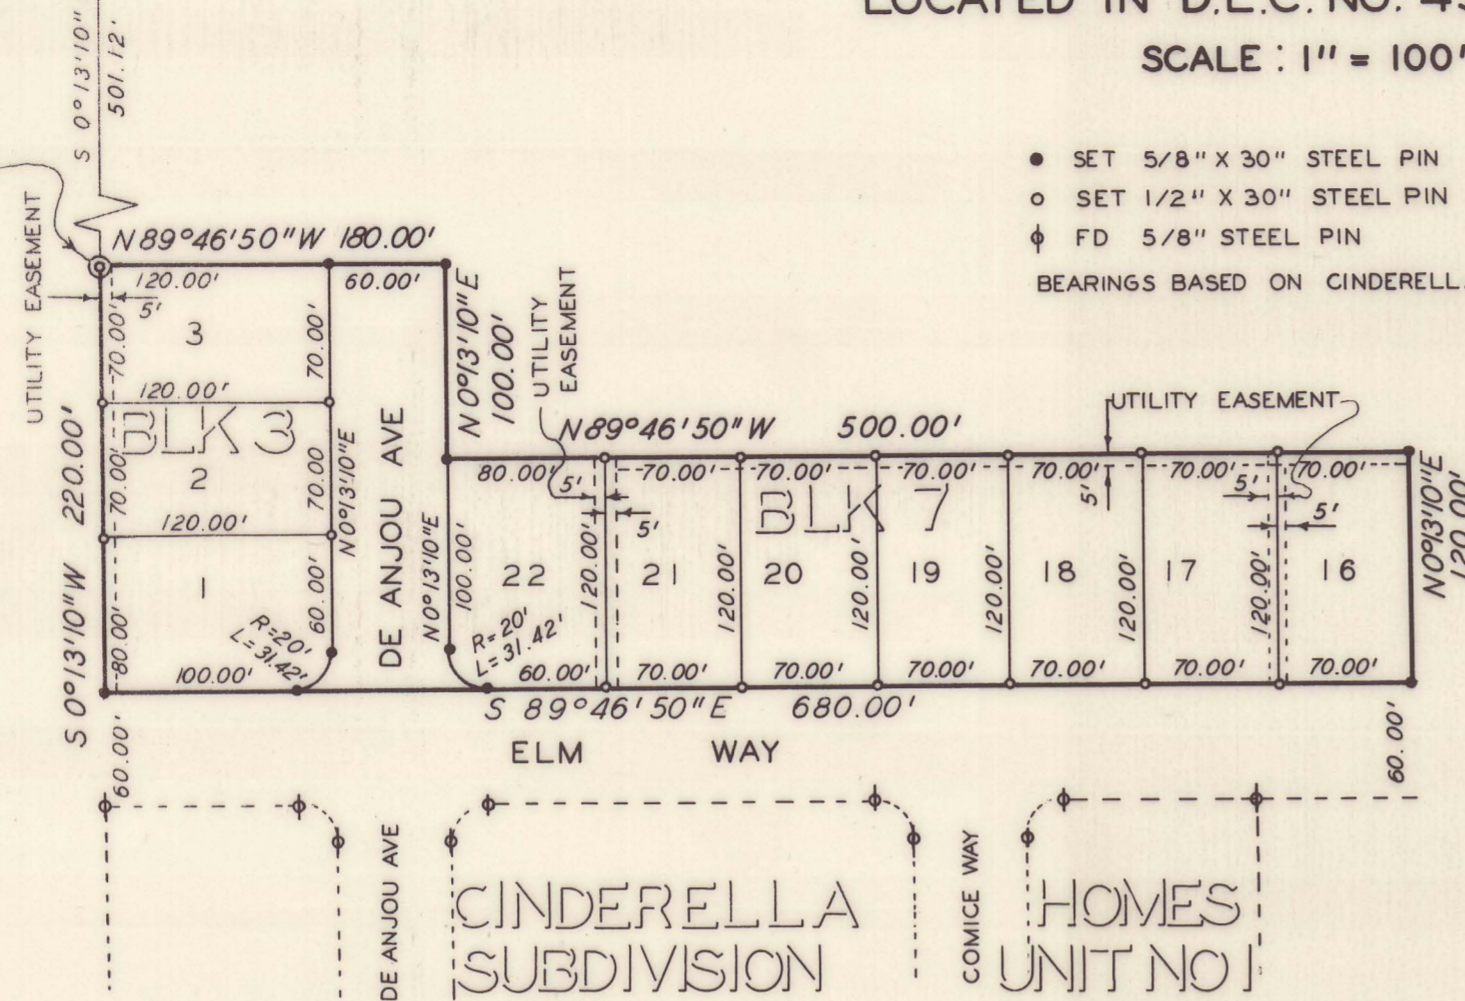 LOCATED IN D.L.C. NO.
SCALE : 1" = 100'
S 0°13'10"
501.12'
● SET 5/8" X 30" STEEL PIN
○ SET 1/2" X 30" STEEL PIN
FD 5/8" STEEL PIN
BEARINGS BASED ON CINDERELL
UTILITY EASEMENT
N 89°46'50"W 180.00'
120.00'
60.00'
5'
3
70.00'
70.00'
N 0°13'10"E
100.00'
UTILITY
EASEMENT
120.00'
BLK 3
2
70.00'
70.00
N0°13'10"E
120.00'
S 0°13'10"W 220.00'
1
80.00'
60.00'
R=20'
L=31.42'
100.00'
DE ANJOU AVE
N89°46'50"W 500.00'
UTILITY EASEMENT
80.00'
5'
70.00'
70.00'
70.00'
70.00'
70.00'
70.00'
5'
5'
5'
5'
BLK 7
N0°13'10"E
100.00'
22
120.00'
21
120.00'
20
120.00'
19
120.00'
18
120.00'
17
120.00'
16
N0°13'10"E
120.00'
R=20'
L=31.42'
60.00'
70.00'
70.00'
70.00'
70.00'
70.00'
70.00'
S 89°46'50"E 680.00'
ELM WAY
60.00'
60.00'
DE ANJOU AVE
COMICE WAY
CINDERELLA HOMES
SUBDIVISION UNIT NO 1